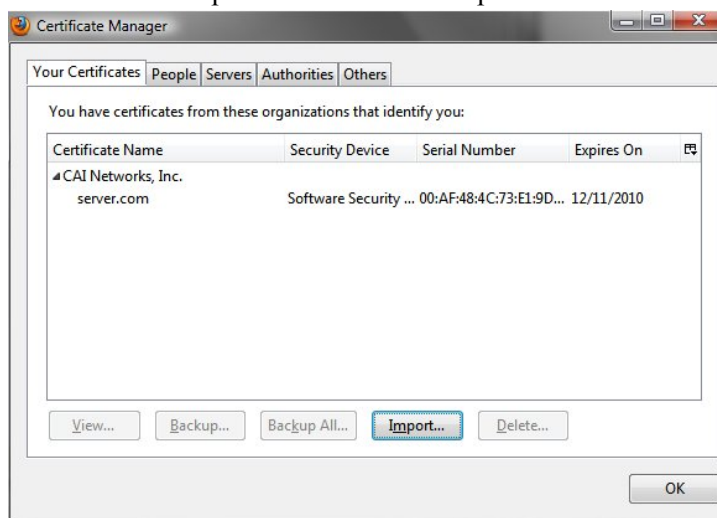 Certificate Manager
Your Certificates People Servers Authorities Others
You have certificates from these organizations that identify you:
Certificate Name Security Device Serial Number Expires On
CAI Networks, Inc.
server.com Software Security ... 00:AF:48:4C:73:E1:9D... 12/11/2010
View... Backup... Backup All... Import... Delete...
OK